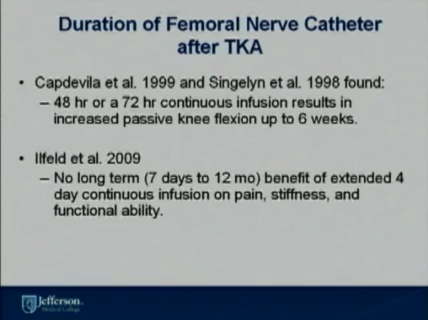 Duration of Femoral Nerve Catheter
after TKA
• Capdevila et al. 1999 and Singelyn et al. 1998 found:
– 48 hr or a 72 hr continuous infusion results in
increased passive knee flexion up to 6 weeks.
• Ilfeld et al. 2009
– No long term (7 days to 12 mo) benefit of extended 4
day continuous infusion on pain, stiffness, and
functional ability.
Jefferson.
Medical College